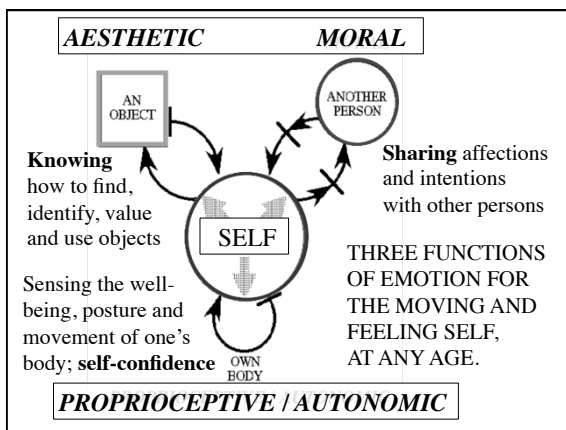 AESTHETIC MORAL
AN
OBJECT
ANOTHER
PERSON
Knowing
how to find,
identify, value
and use objects
Sharing affections
and intentions
with other persons
SELF
Sensing the well-
being, posture and
movement of one’s
body; self-confidence
OWN
BODY
THREE FUNCTIONS
OF EMOTION FOR
THE MOVING AND
FEELING SELF,
AT ANY AGE.
PROPRIOCEPTIVE / AUTONOMIC